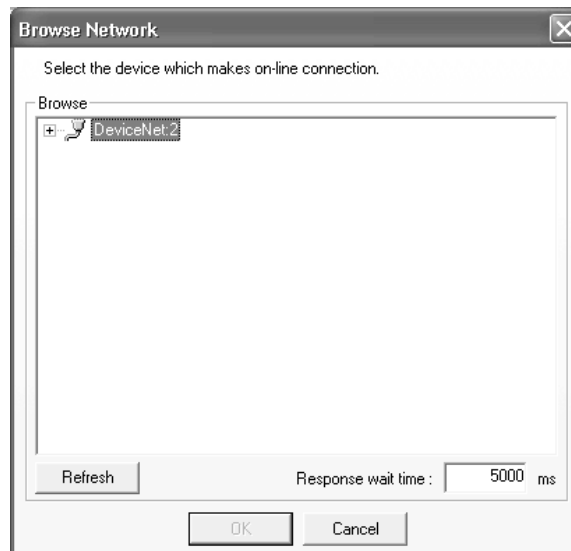 Browse Network
Select the device which makes on-line connection.
Browse
DeviceNet:2
Refresh
Response wait time :
5000 ms
OK
Cancel